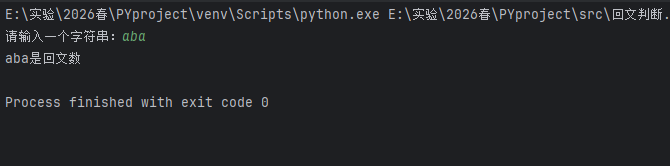 E:\实验\2026春\PYproject\venv\Scripts\python.exe E:\实验\2026春\PYproject\src\回文判断.
请输入一个字符串：aba
aba是回文数
Process finished with exit code 0